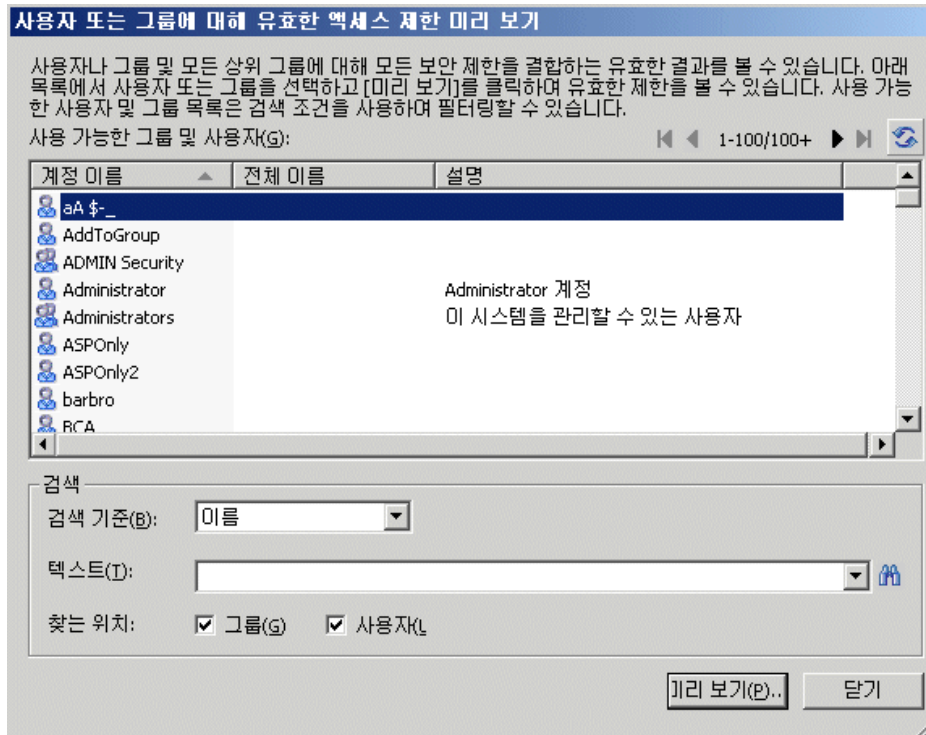 사용자 또는 그룹에 대해 유효한 액세스 제한 미리 보기
사용자나 그룹 및 모든 상위 그룹에 대해 모든 보안 제한을 결합하는 유효한 결과를 볼 수 있습니다. 아래
목록에서 사용자 또는 그룹을 선택하고 [미리 보기]를 클릭하여 유효한 제한을 볼 수 있습니다. 사용 가능
한 사용자 및 그룹 목록은 검색 조건을 사용하여 필터링할 수 있습니다.
사용 가능한 그룹 및 사용자(G): 1-100/100+
계정 이름 전체 이름 설명
aA $-_
AddToGroup
ADMIN Security
Administrator Administrator 계정
Administrators 이 시스템을 관리할 수 있는 사용자
ASPOnly
ASPOnly2
barbro
BCA
검색
검색 기준(B): 이름
텍스트(T):
찾는 위치: 그룹(G) 사용자(L
미리 보기(P).. 닫기